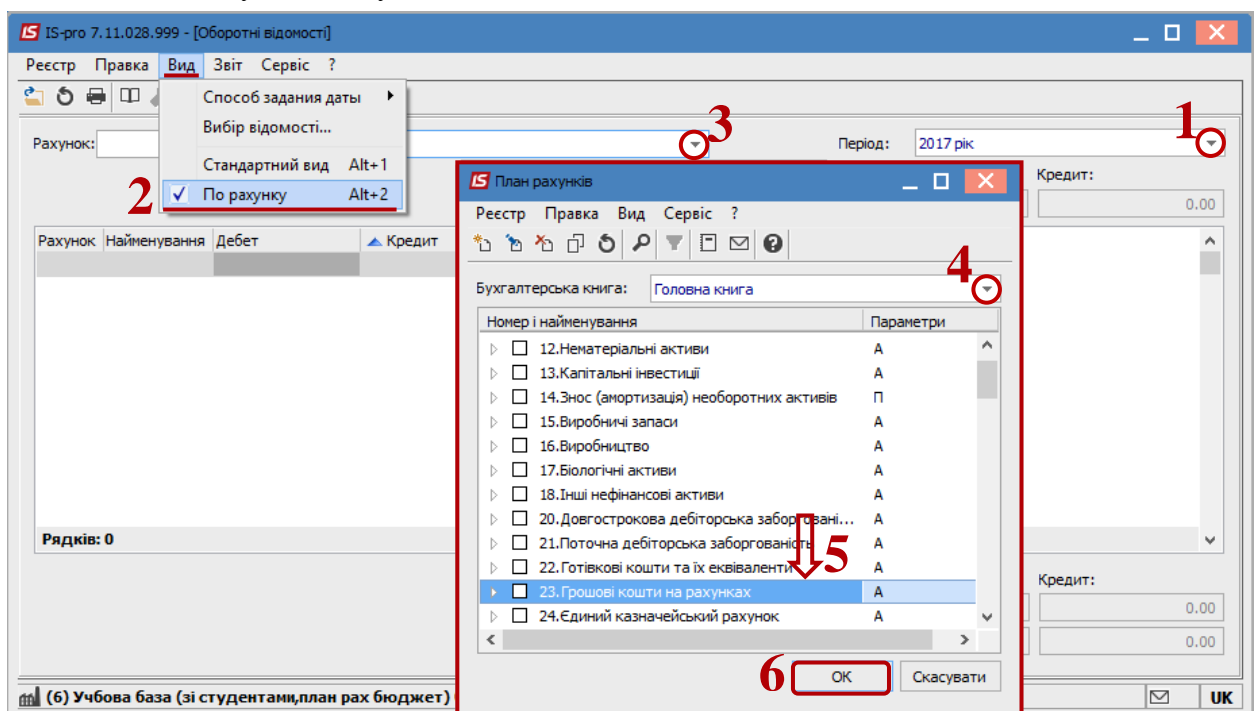 IS-pro 7.11.028.999 - [Оборотні відомості]
Реєстр Правка Вид Звіт Сервіс ?
Способ задания даты
Вибір відомості...
Стандартний вид Alt+1
По рахунку Alt+2
2
Рахунок:
3
Період: 2017 рік
1
Кредит:
0.00
Рахунок Найменування Дебет Кредит
Рядків: 0
План рахунків
Реєстр Правка Вид Сервіс ?
4
Бухгалтерська книга: Головна книга
Номер і найменування Параметри
12.Нематеріальні активи А
13.Капітальні інвестиції А
14.Знос (амортизація) необоротних активів П
15.Виробничі запаси А
16.Виробництво А
17.Біологічні активи А
18.Інші нефінансові активи А
20.Довгострокова дебіторська заборговані... А
21.Поточна дебіторська заборгованість А
22.Готівкові кошти та їх еквіваленти А
5
23.Грошові кошти на рахунках А
24.Єдиний казначейський рахунок А
6
OK Скасувати
Кредит:
0.00
0.00
(6) Учбова база (зі студентами,план рах бюджет)
UK